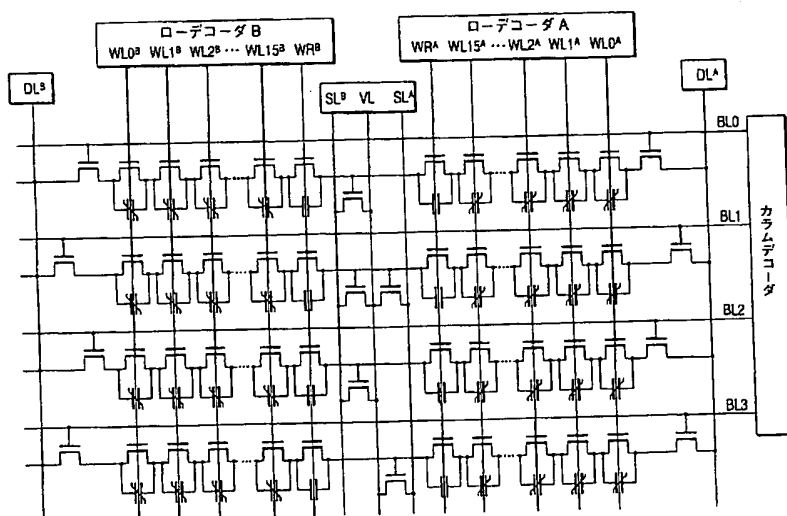 ローデコーダ B
WL0ᴮ WL1ᴮ WL2ᴮ … WL15ᴮ WRᴮ
ローデコーダ A
WRᴬ WL15ᴬ … WL2ᴬ WL1ᴬ WL0ᴬ
DLᴮ
SLᴮ VL SLᴬ
DLᴬ
BL0
BL1
BL2
BL3
カラムデコーダ